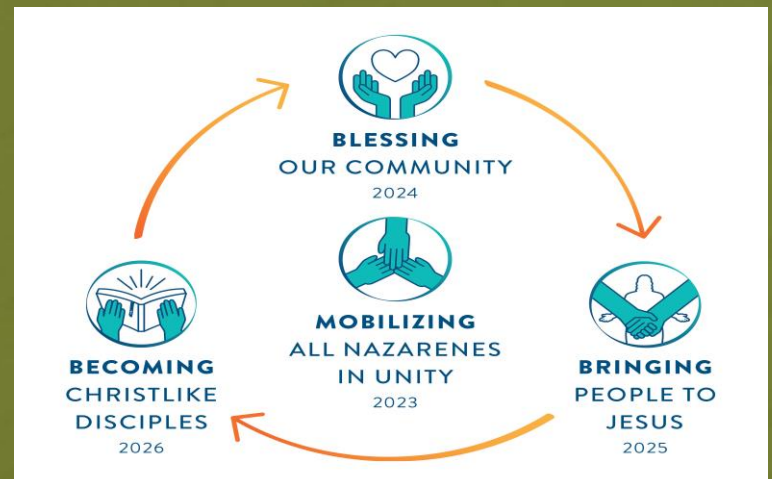 BLESSING
OUR COMMUNITY
2024
MOBILIZING
ALL NAZARENES
IN UNITY
2023
BECOMING
CHRISTLIKE
DISCIPLES
2026
BRINGING
PEOPLE TO
JESUS
2025